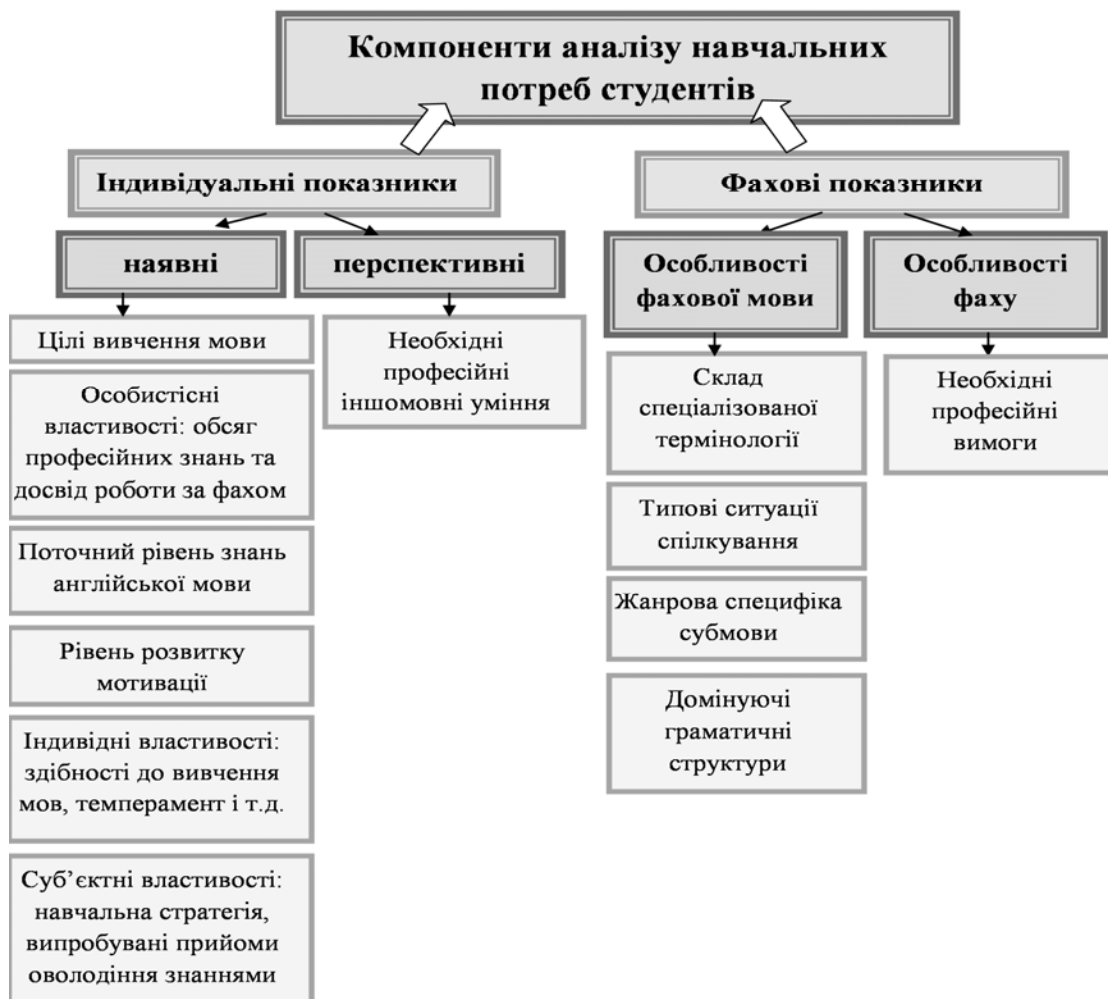 Компоненти аналізу навчальних
потреб студентів
Індивідуальні показники
наявні
Цілі вивчення мови
Особистісні
властивості: обсяг
професійних знань та
досвід роботи за фахом
Поточний рівень знань
англійської мови
Рівень розвитку
мотивації
Індивідні властивості:
здібності до вивчення
мов, темперамент і т.д.
Суб’єктні властивості:
навчальна стратегія,
випробувані прийоми
оволодіння знаннями
перспективні
Необхідні
професійні
іншомовні уміння
Фахові показники
Особливості
фахової мови
Склад
спеціалізованої
термінології
Типові ситуації
спілкування
Жанрова специфіка
субмови
Домінуючі
граматичні
структури
Особливості
фаху
Необхідні
професійні
вимоги